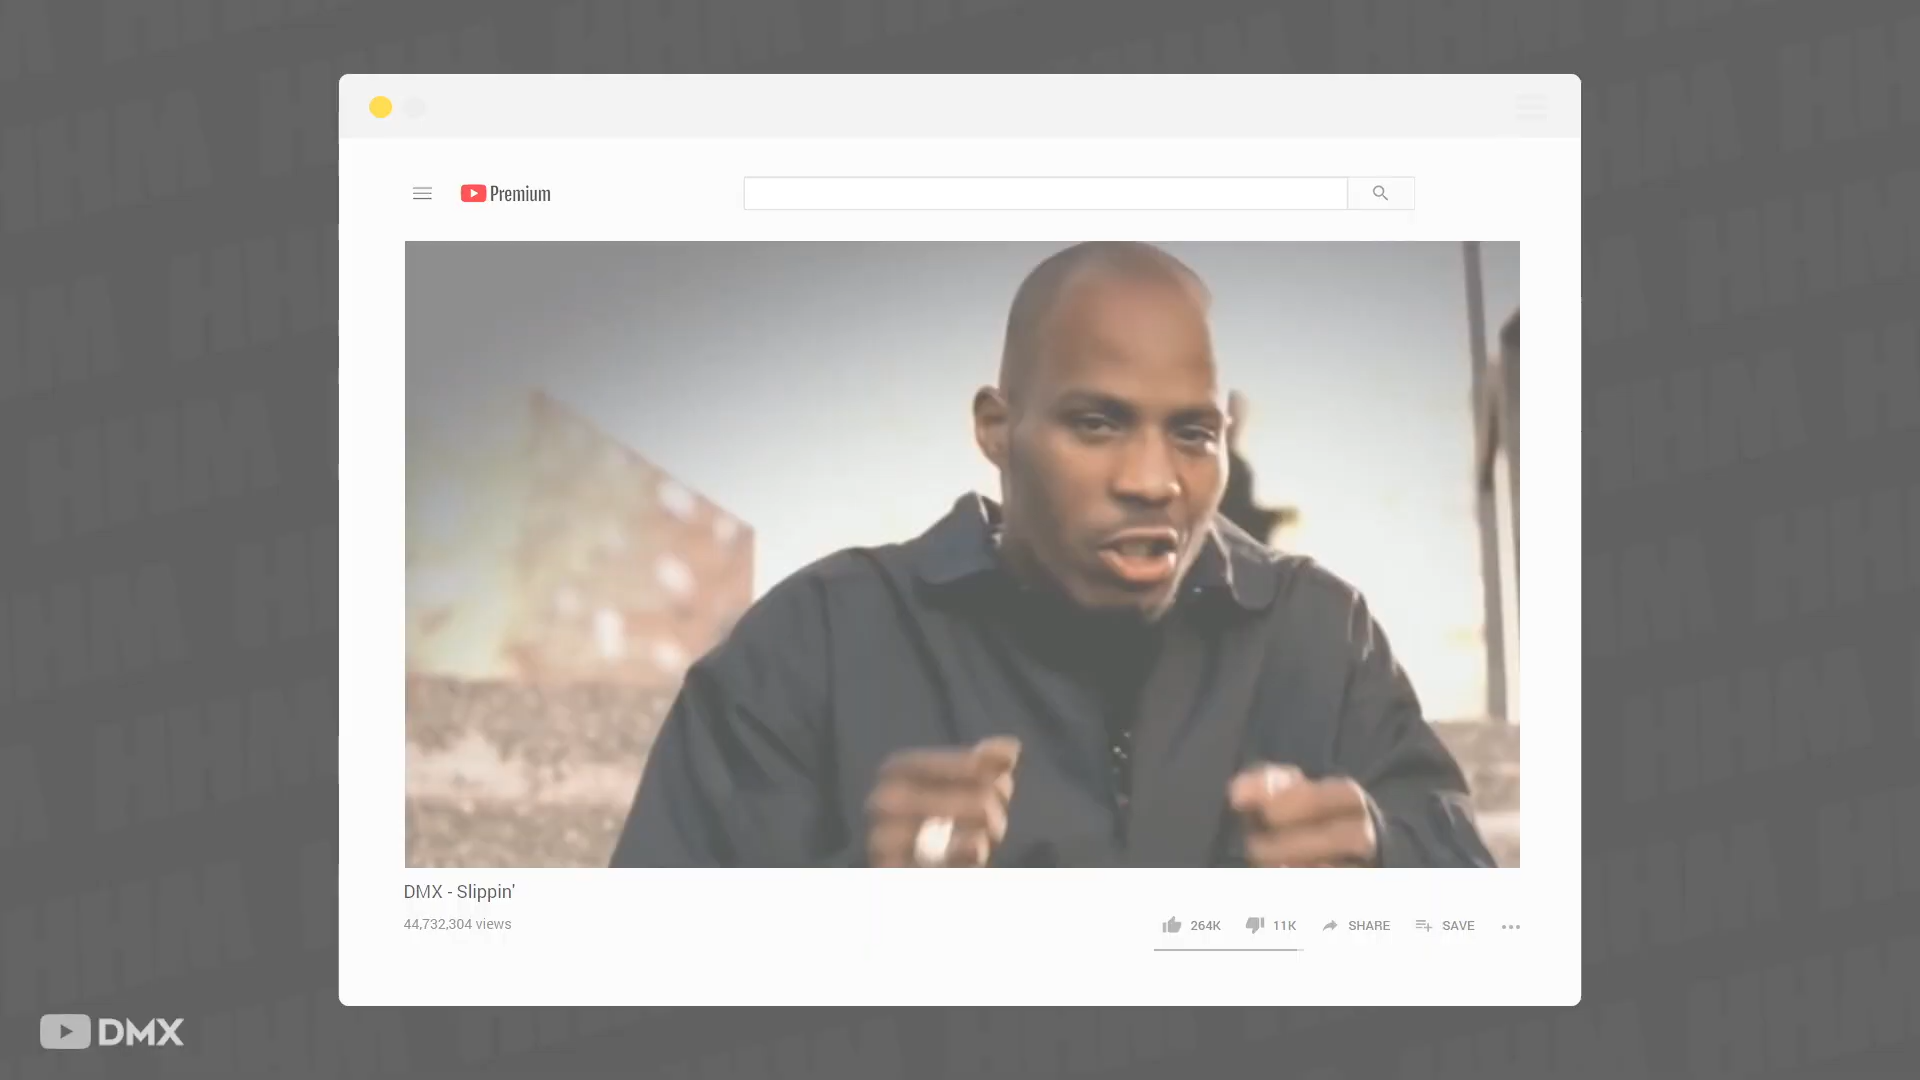 Premium
DMX - Slippin'
44,732,304 views
264K
11K
SHARE
SAVE
DMX